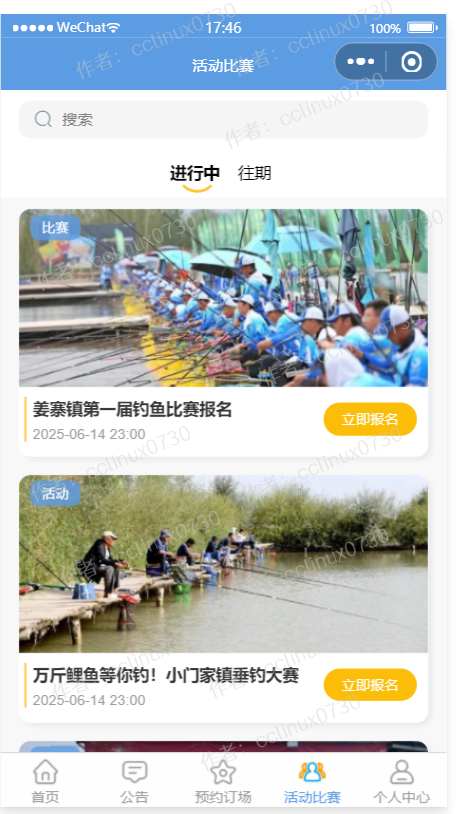 WeChat 17:46 100%
活动比赛
搜索
进行中 往期
比赛
姜寨镇第一届钓鱼比赛报名
2025-06-14 23:00
立即报名
活动
万斤鲤鱼等你钓！小门家镇垂钓大赛
2025-06-14 23:00
立即报名
首页 公告 预约订场 活动比赛 个人中心
作者：cclinux0730